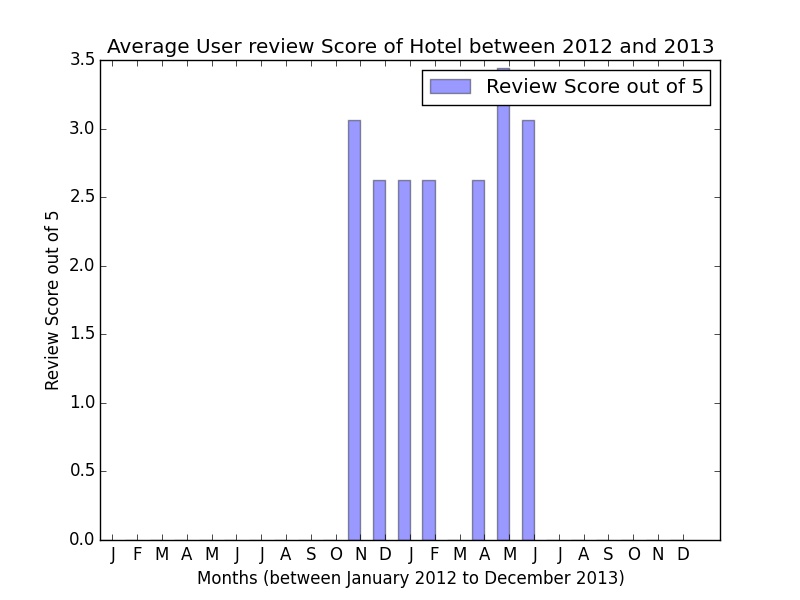 Average User review Score of Hotel between 2012 and 2013
Review Score out of 5
3.5
3.0
2.5
2.0
1.5
1.0
0.5
0.0
Review Score out of 5
J F M A M J J A S O N D J F M A M J J A S O N D
Months (between January 2012 to December 2013)